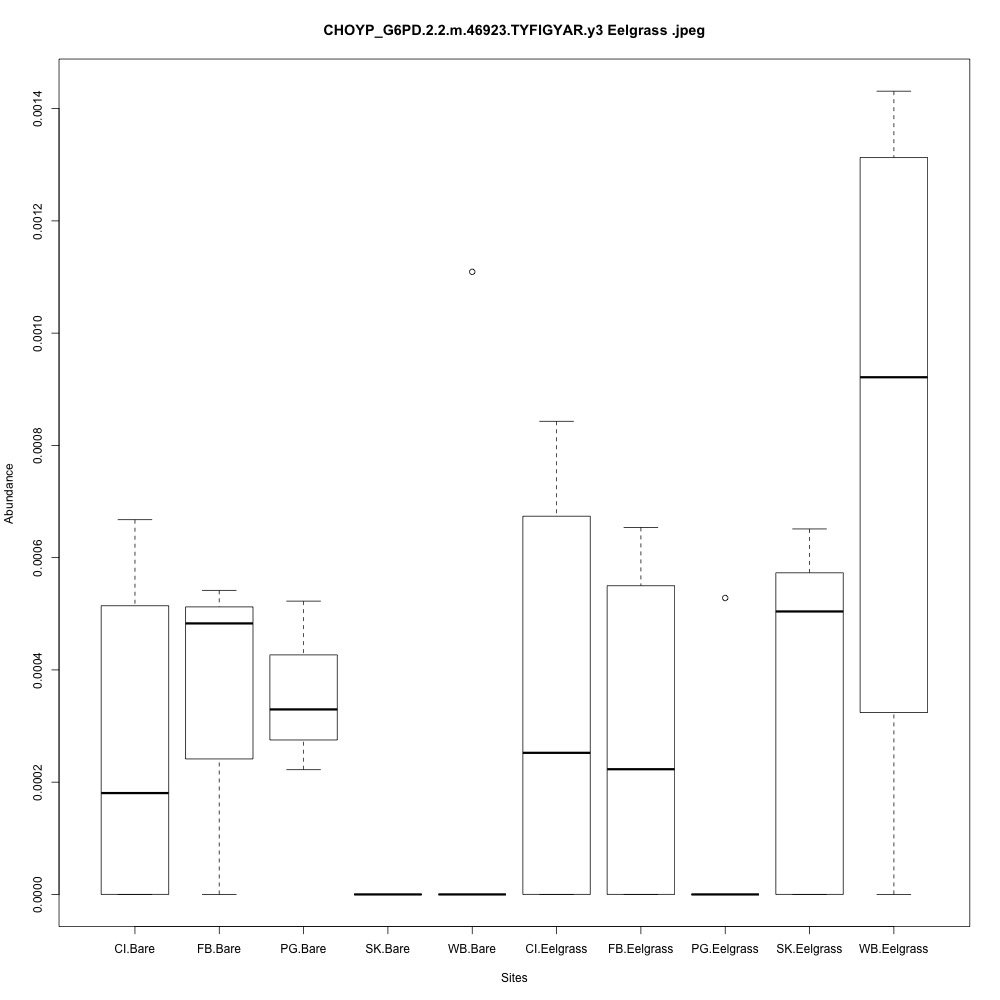 CHOYP_G6PD.2.2.m.46923.TYFIGYAR.y3 Eelgrass .jpeg
Abundance
0.0014
0.0012
0.0010
0.0008
0.0006
0.0004
0.0002
0.0000
CI.Bare FB.Bare PG.Bare SK.Bare WB.Bare CI.Eelgrass FB.Eelgrass PG.Eelgrass SK.Eelgrass WB.Eelgrass
Sites